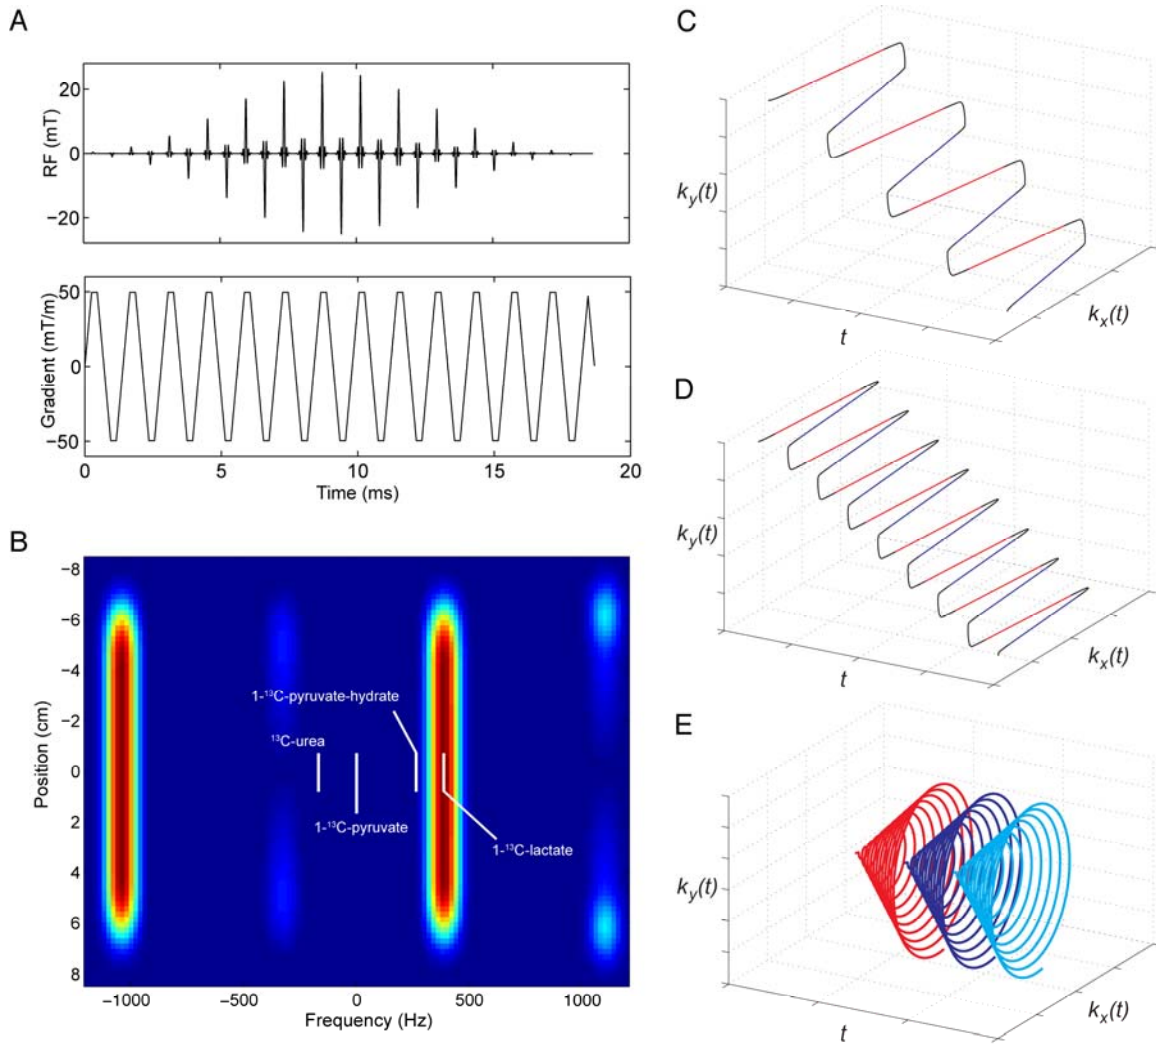 A
RF (mT)
20
0
−20
Gradient (mT/m)
50
0
−50
0 5 10 15 20
Time (ms)
B
Position (cm)
−8
−6
−4
−2
0
2
4
6
8
1-¹³C-pyruvate-hydrate
¹³C-urea
1-¹³C-pyruvate
1-¹³C-lactate
−1000 −500 0 500 1000
Frequency (Hz)
C
ky(t)
t
kx(t)
D
ky(t)
t
kx(t)
E
ky(t)
t
kx(t)